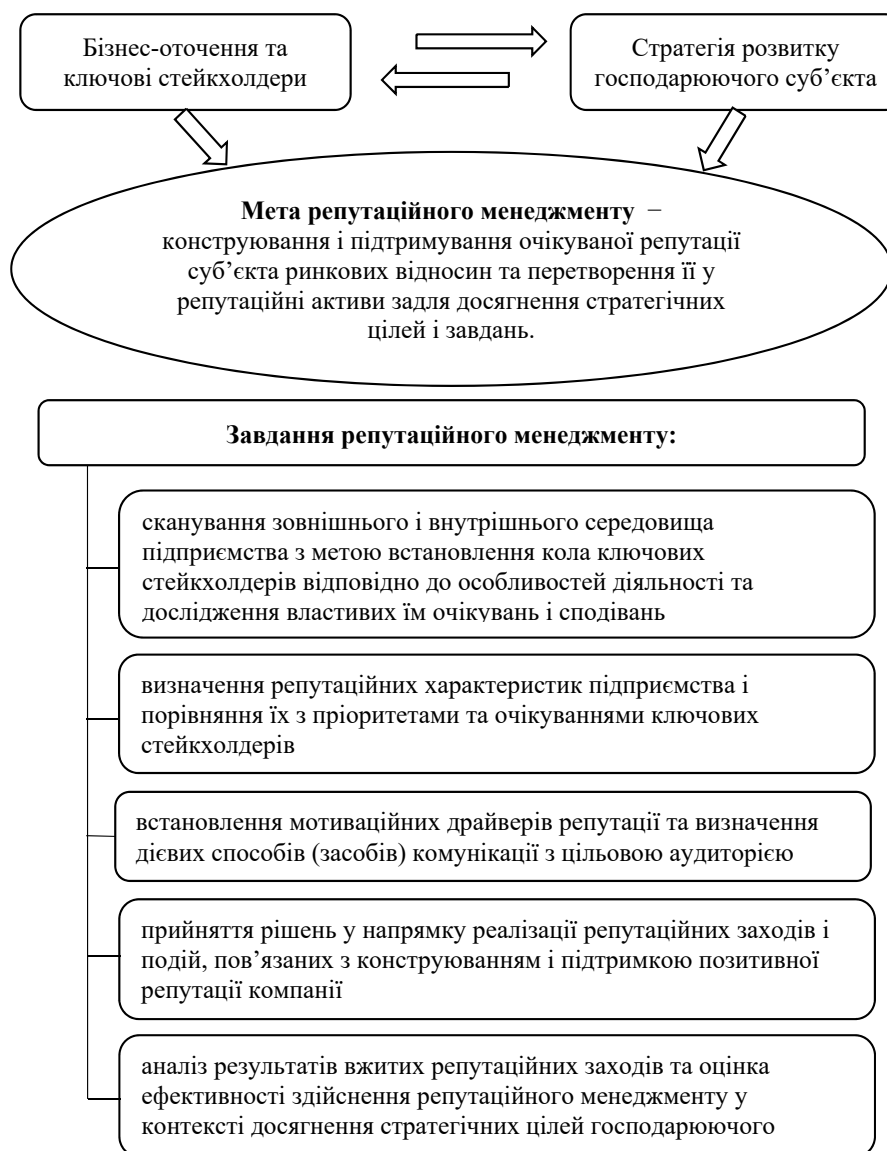 Бізнес-оточення та
ключові стейкхолдери
Стратегія розвитку
господарюючого суб’єкта
Мета репутаційного менеджменту –
конструювання і підтримування очікуваної репутації
суб’єкта ринкових відносин та перетворення її у
репутаційні активи задля досягнення стратегічних
цілей і завдань.
Завдання репутаційного менеджменту:
сканування зовнішнього і внутрішнього середовища
підприємства з метою встановлення кола ключових
стейкхолдерів відповідно до особливостей діяльності та
дослідження властивих їм очікувань і сподівань
визначення репутаційних характеристик підприємства і
порівняння їх з пріоритетами та очікуваннями ключових
стейкхолдерів
встановлення мотиваційних драйверів репутації та визначення
дієвих способів (засобів) комунікації з цільовою аудиторією
прийняття рішень у напрямку реалізації репутаційних заходів і
подій, пов’язаних з конструюванням і підтримкою позитивної
репутації компанії
аналіз результатів вжитих репутаційних заходів та оцінка
ефективності здійснення репутаційного менеджменту у
контексті досягнення стратегічних цілей господарюючого